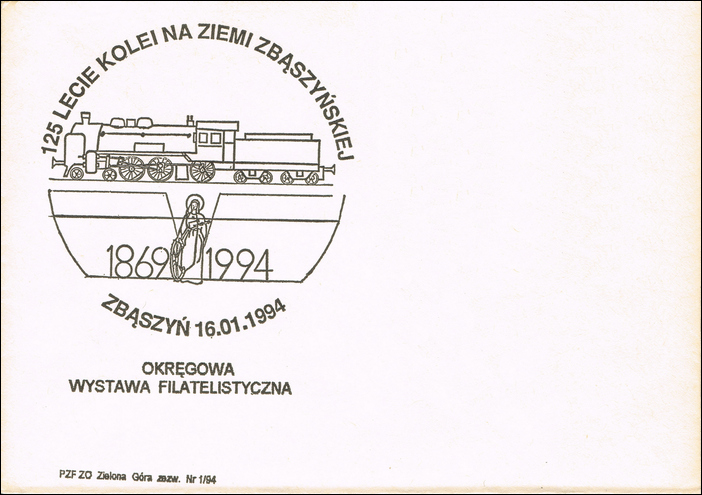 125 LECIE KOLEI NA ZIEMI ZBĄSZYŃSKIEJ
1869 1994
ZBĄSZYŃ 16.01.1994
OKRĘGOWA
WYSTAWA FILATELISTYCZNA
PZF ZO Zielona Góra zezw. Nr 1/94